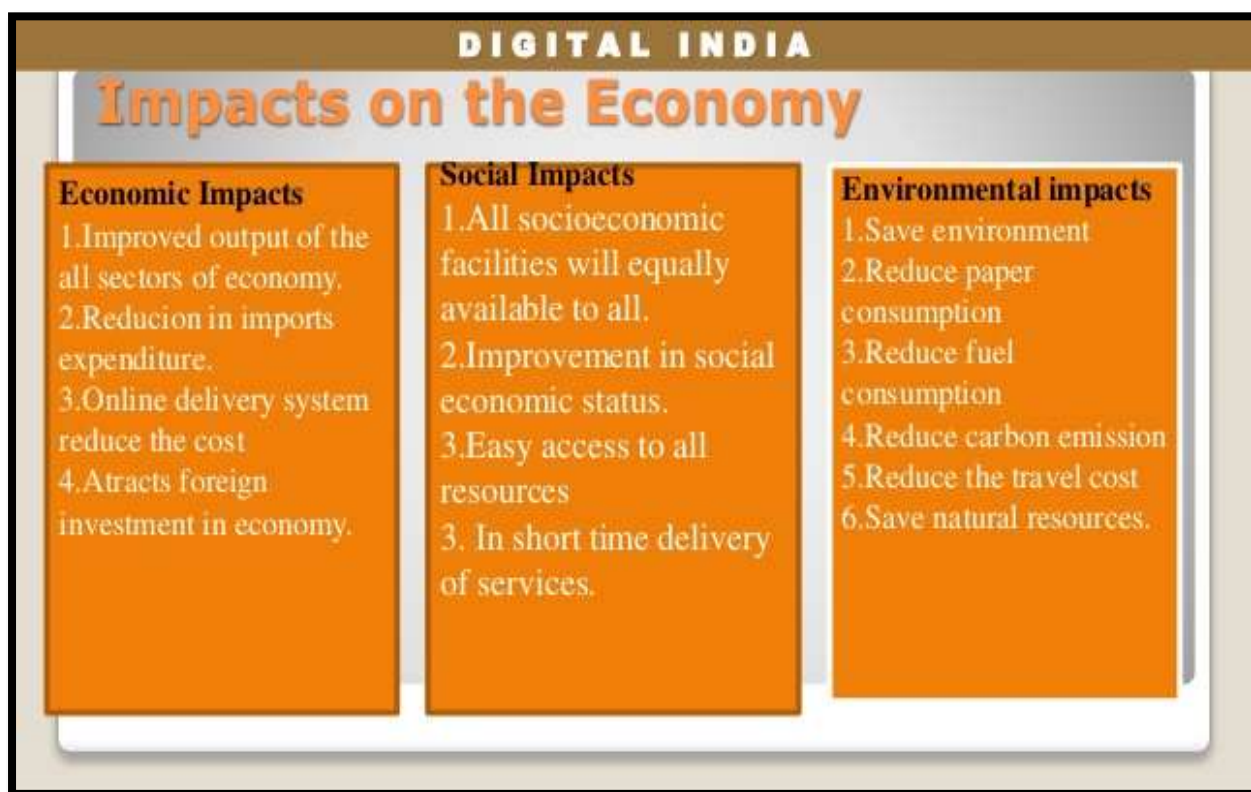 DIGITAL INDIA
Impacts on the Economy
Economic Impacts
1.Improved output of the
all sectors of economy.
2.Reducion in imports
expenditure.
3.Online delivery system
reduce the cost
4.Atracts foreign
investment in economy.
Social Impacts
1.All socioeconomic
facilities will equally
available to all.
2.Improvement in social
economic status.
3.Easy access to all
resources
3. In short time delivery
of services.
Environmental impacts
1.Save environment
2.Reduce paper
consumption
3.Reduce fuel
consumption
4.Reduce carbon emission
5.Reduce the travel cost
6.Save natural resources.